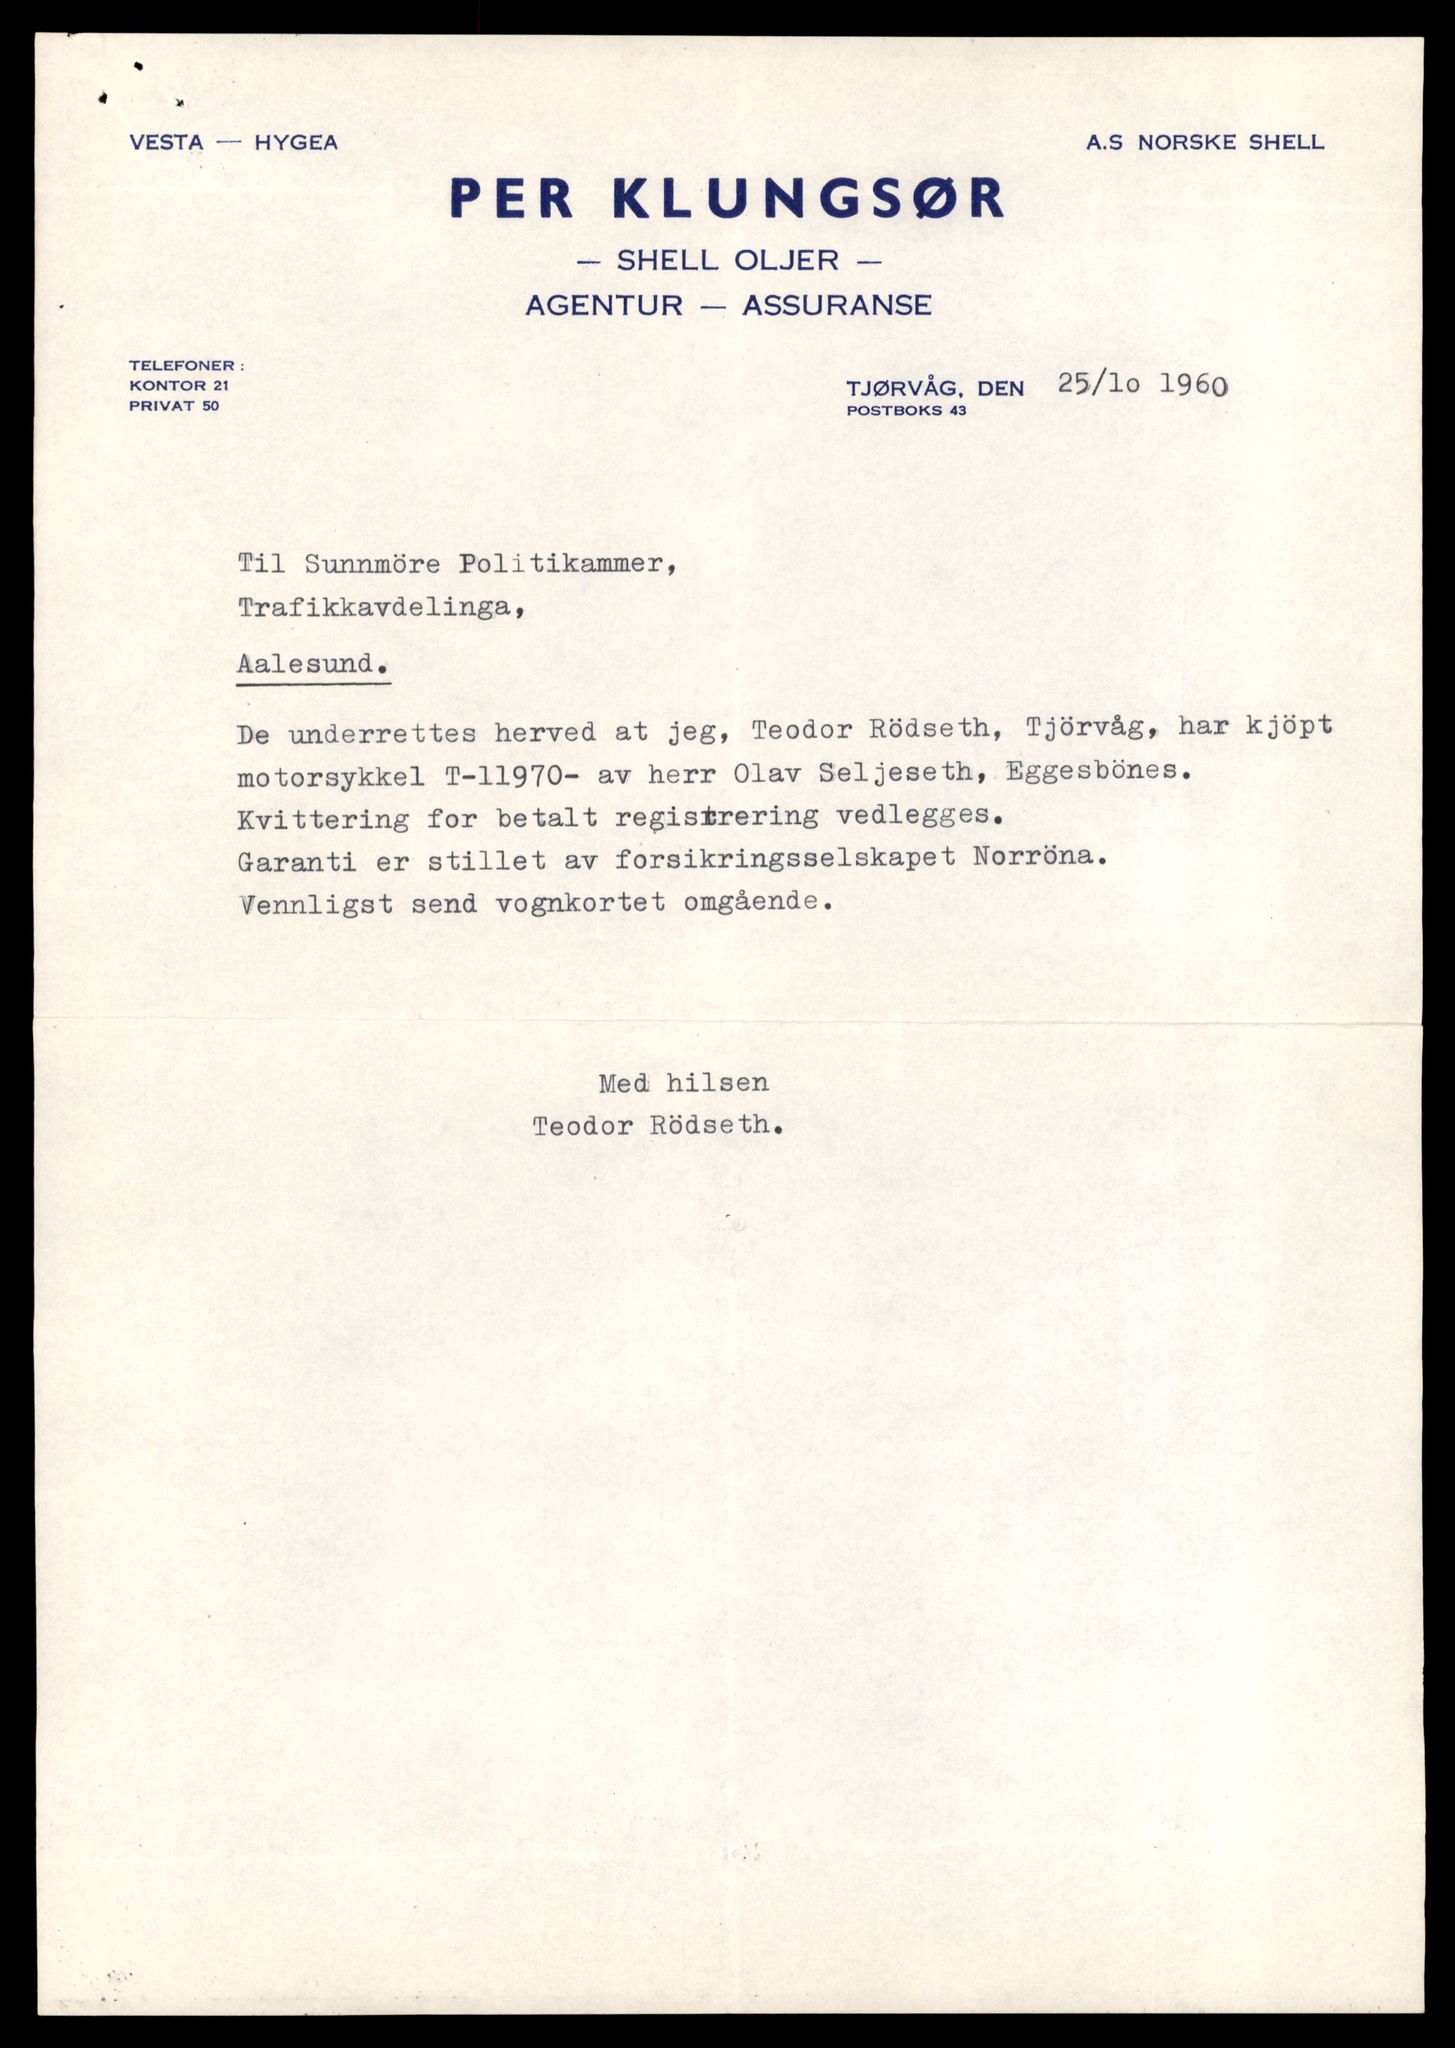 VESTA — HYGEA
A.S NORSKE SHELL
PER KLUNGSØR
— SHELL OLJER —
AGENTUR — ASSURANSE
TELEFONER :
KONTOR 21
PRIVAT 50
TJØRVÅG, DEN 25/1o 1960
POSTBOKS 43
Til Sunnmöre Politikammer,
Trafikkavdelinga,
Aalesund.
De underrettes herved at jeg, Teodor Rödseth, Tjörvåg, har kjöpt
motorsykkel T-11970- av herr Olav Seljeseth, Eggesbönes.
Kvittering for betalt registrering vedlegges.
Garanti er stillet av forsikringsselskapet Norröna.
Vennligst send vognkortet omgående.
Med hilsen
Teodor Rödseth.